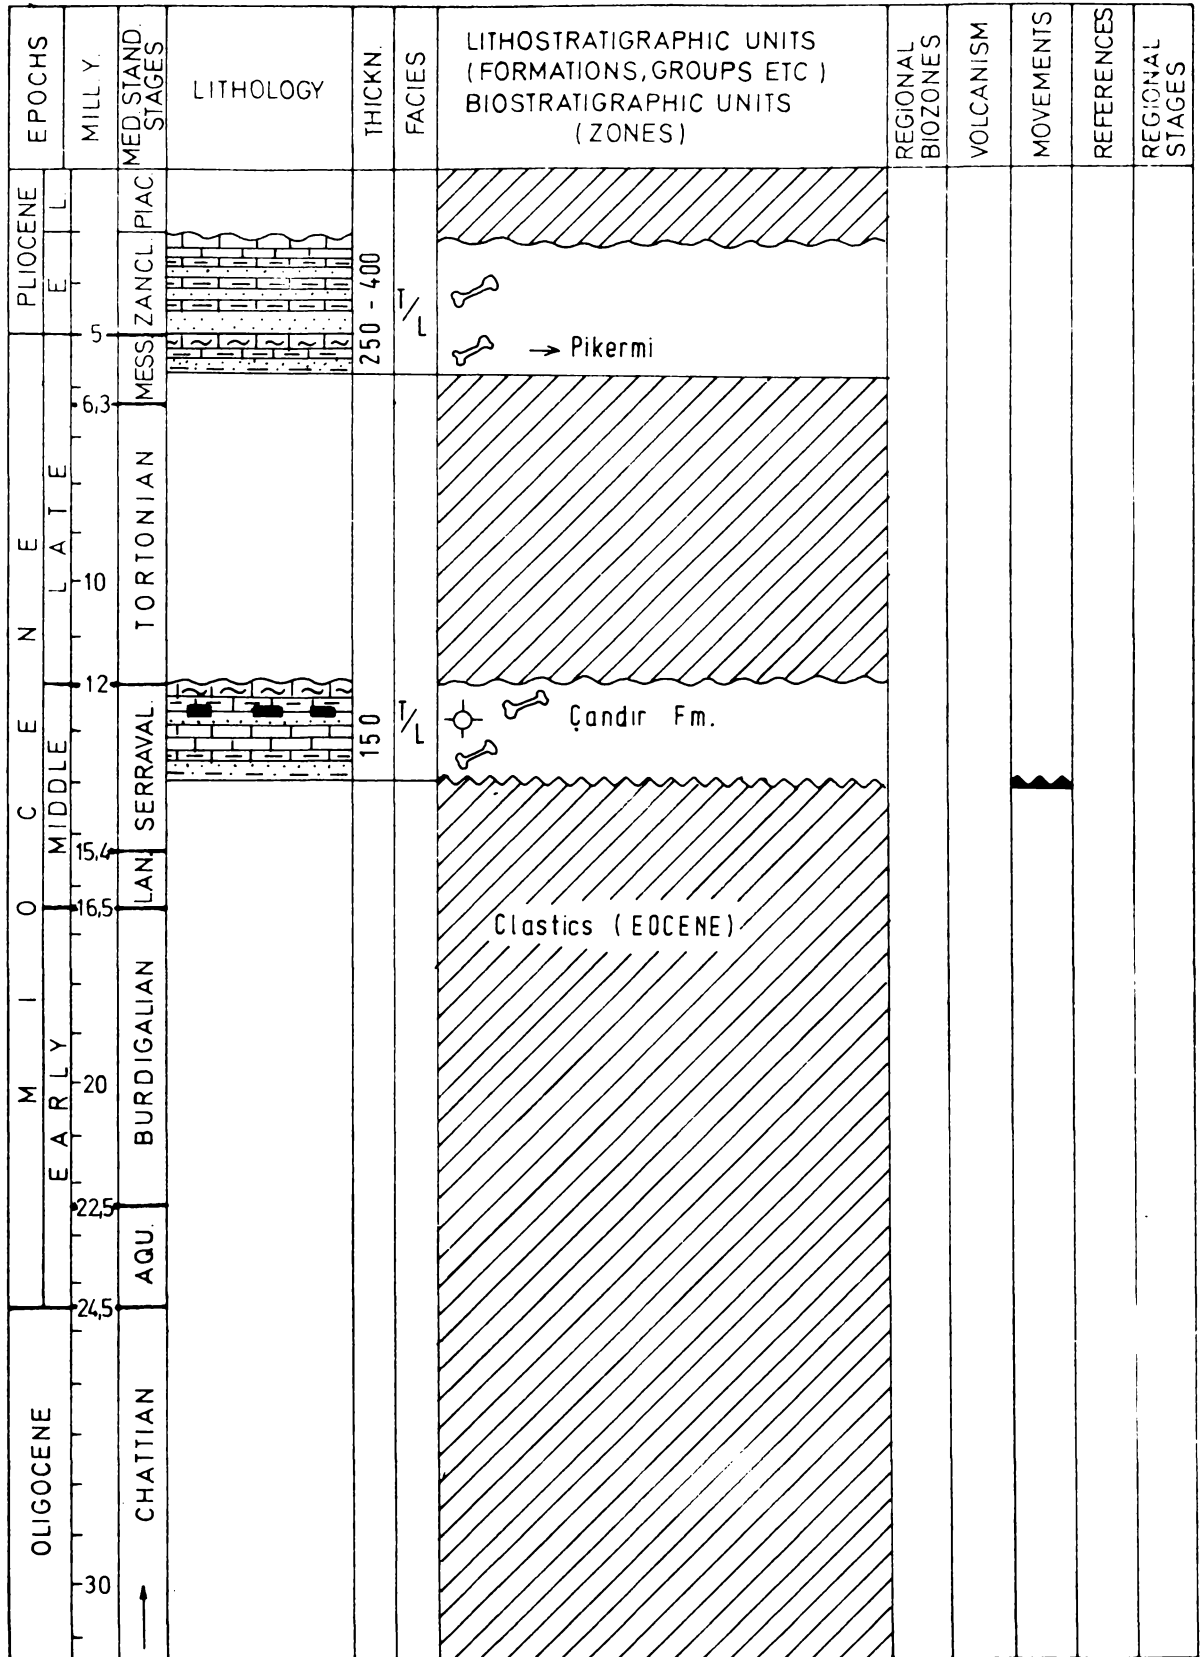 EPOCHS
MILL.Y.
MED.STAND.
STAGES
LITHOLOGY
THICKN.
FACIES
LITHOSTRATIGRAPHIC UNITS
(FORMATIONS, GROUPS ETC )
BIOSTRATIGRAPHIC UNITS
(ZONES)
REGIONAL
BIOZONES
VOLCANISM
MOVEMENTS
REFERENCES
REGIONAL
STAGES
PLIOCENE
L.
E.
PIAC.
ZANCL.
250 - 400
T/L
5
MESS.
→ Pikermi
6,3
MIOCENE
LATE
TORTONIAN
10
12
MIDDLE
SERRAVAL.
150
T/L
Çandır Fm.
15,4
LAN.
16,5
Clastics (EOCENE)
EARLY
BURDIGALIAN
20
22,5
AQU.
24,5
OLIGOCENE
CHATTIAN
30